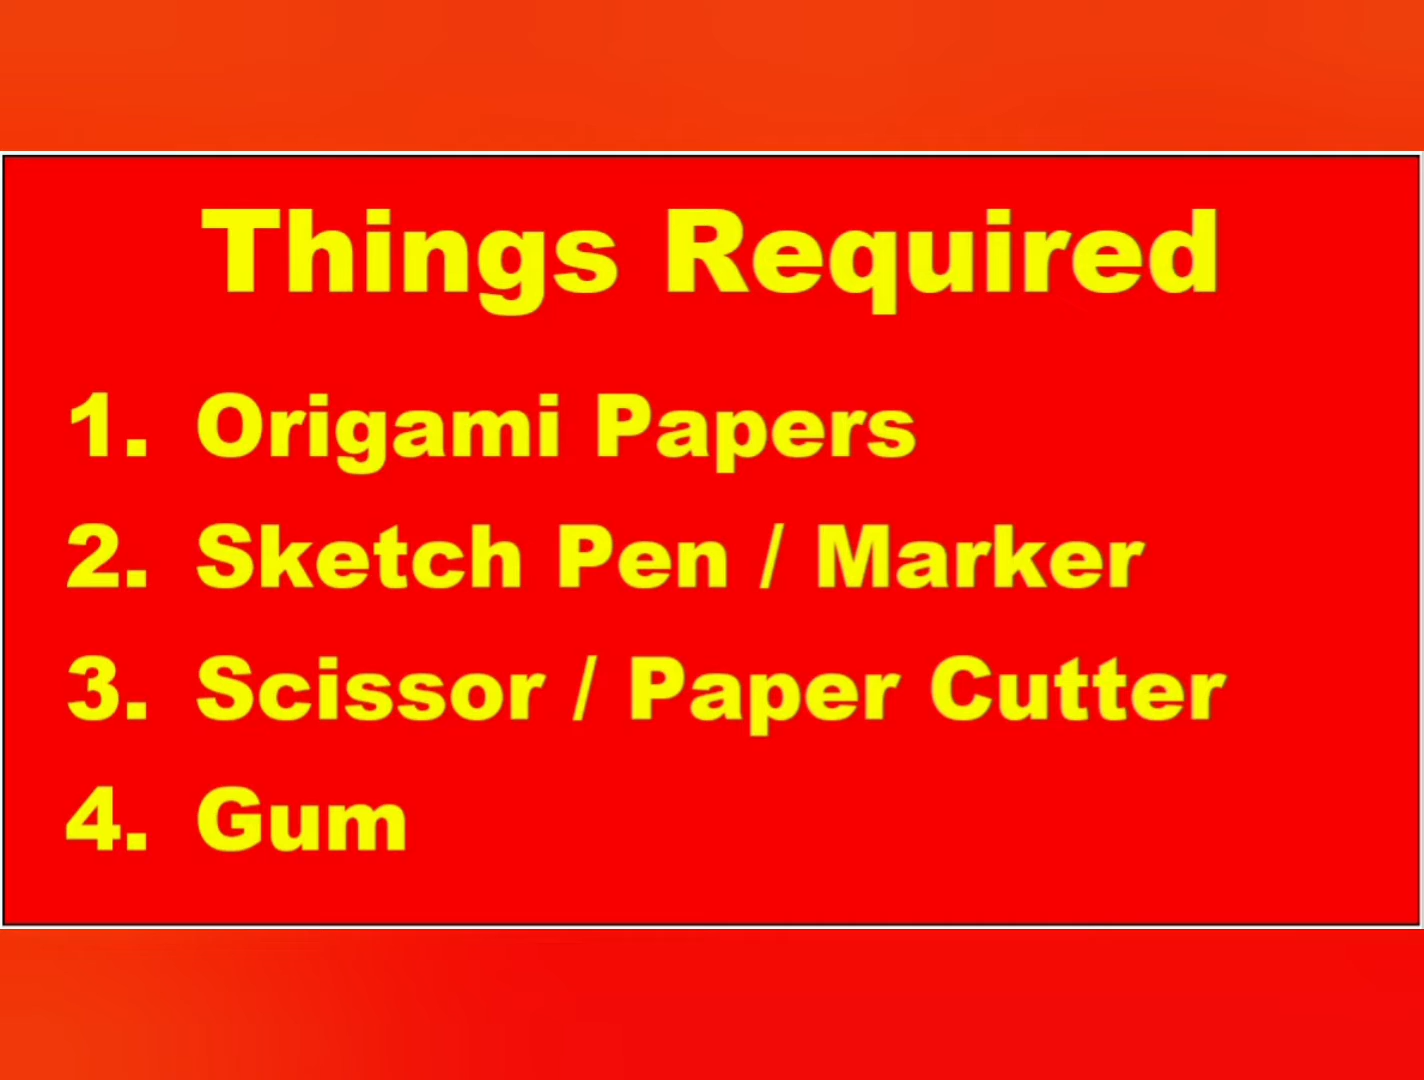 Things Required
1. Origami Papers
2. Sketch Pen / Marker
3. Scissor / Paper Cutter
4. Gum